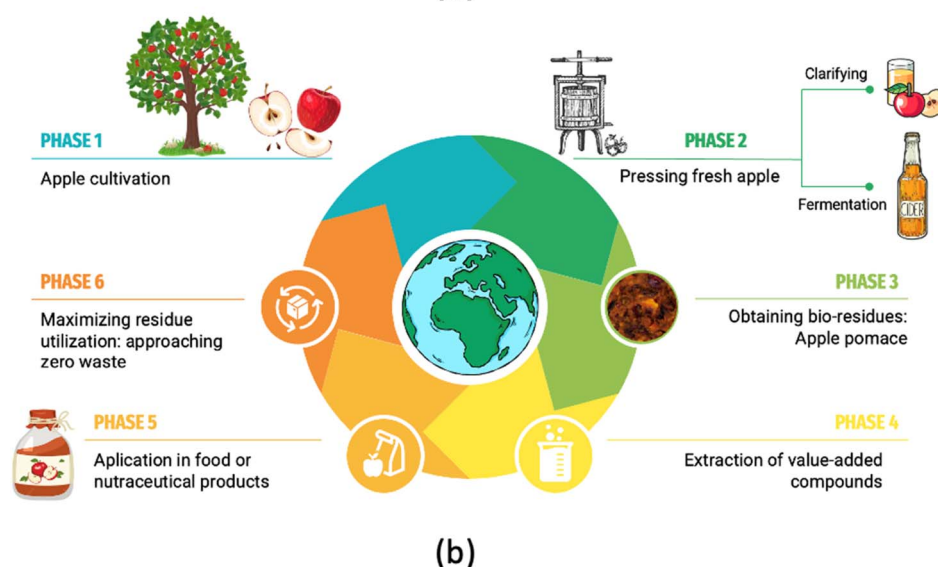 PHASE 1
Apple cultivation
PHASE 2
Pressing fresh apple
Clarifying
Fermentation
CIDER
PHASE 3
Obtaining bio-residues:
Apple pomace
PHASE 4
Extraction of value-added
compounds
PHASE 5
Aplication in food or
nutraceutical products
PHASE 6
Maximizing residue
utilization: approaching
zero waste
(b)